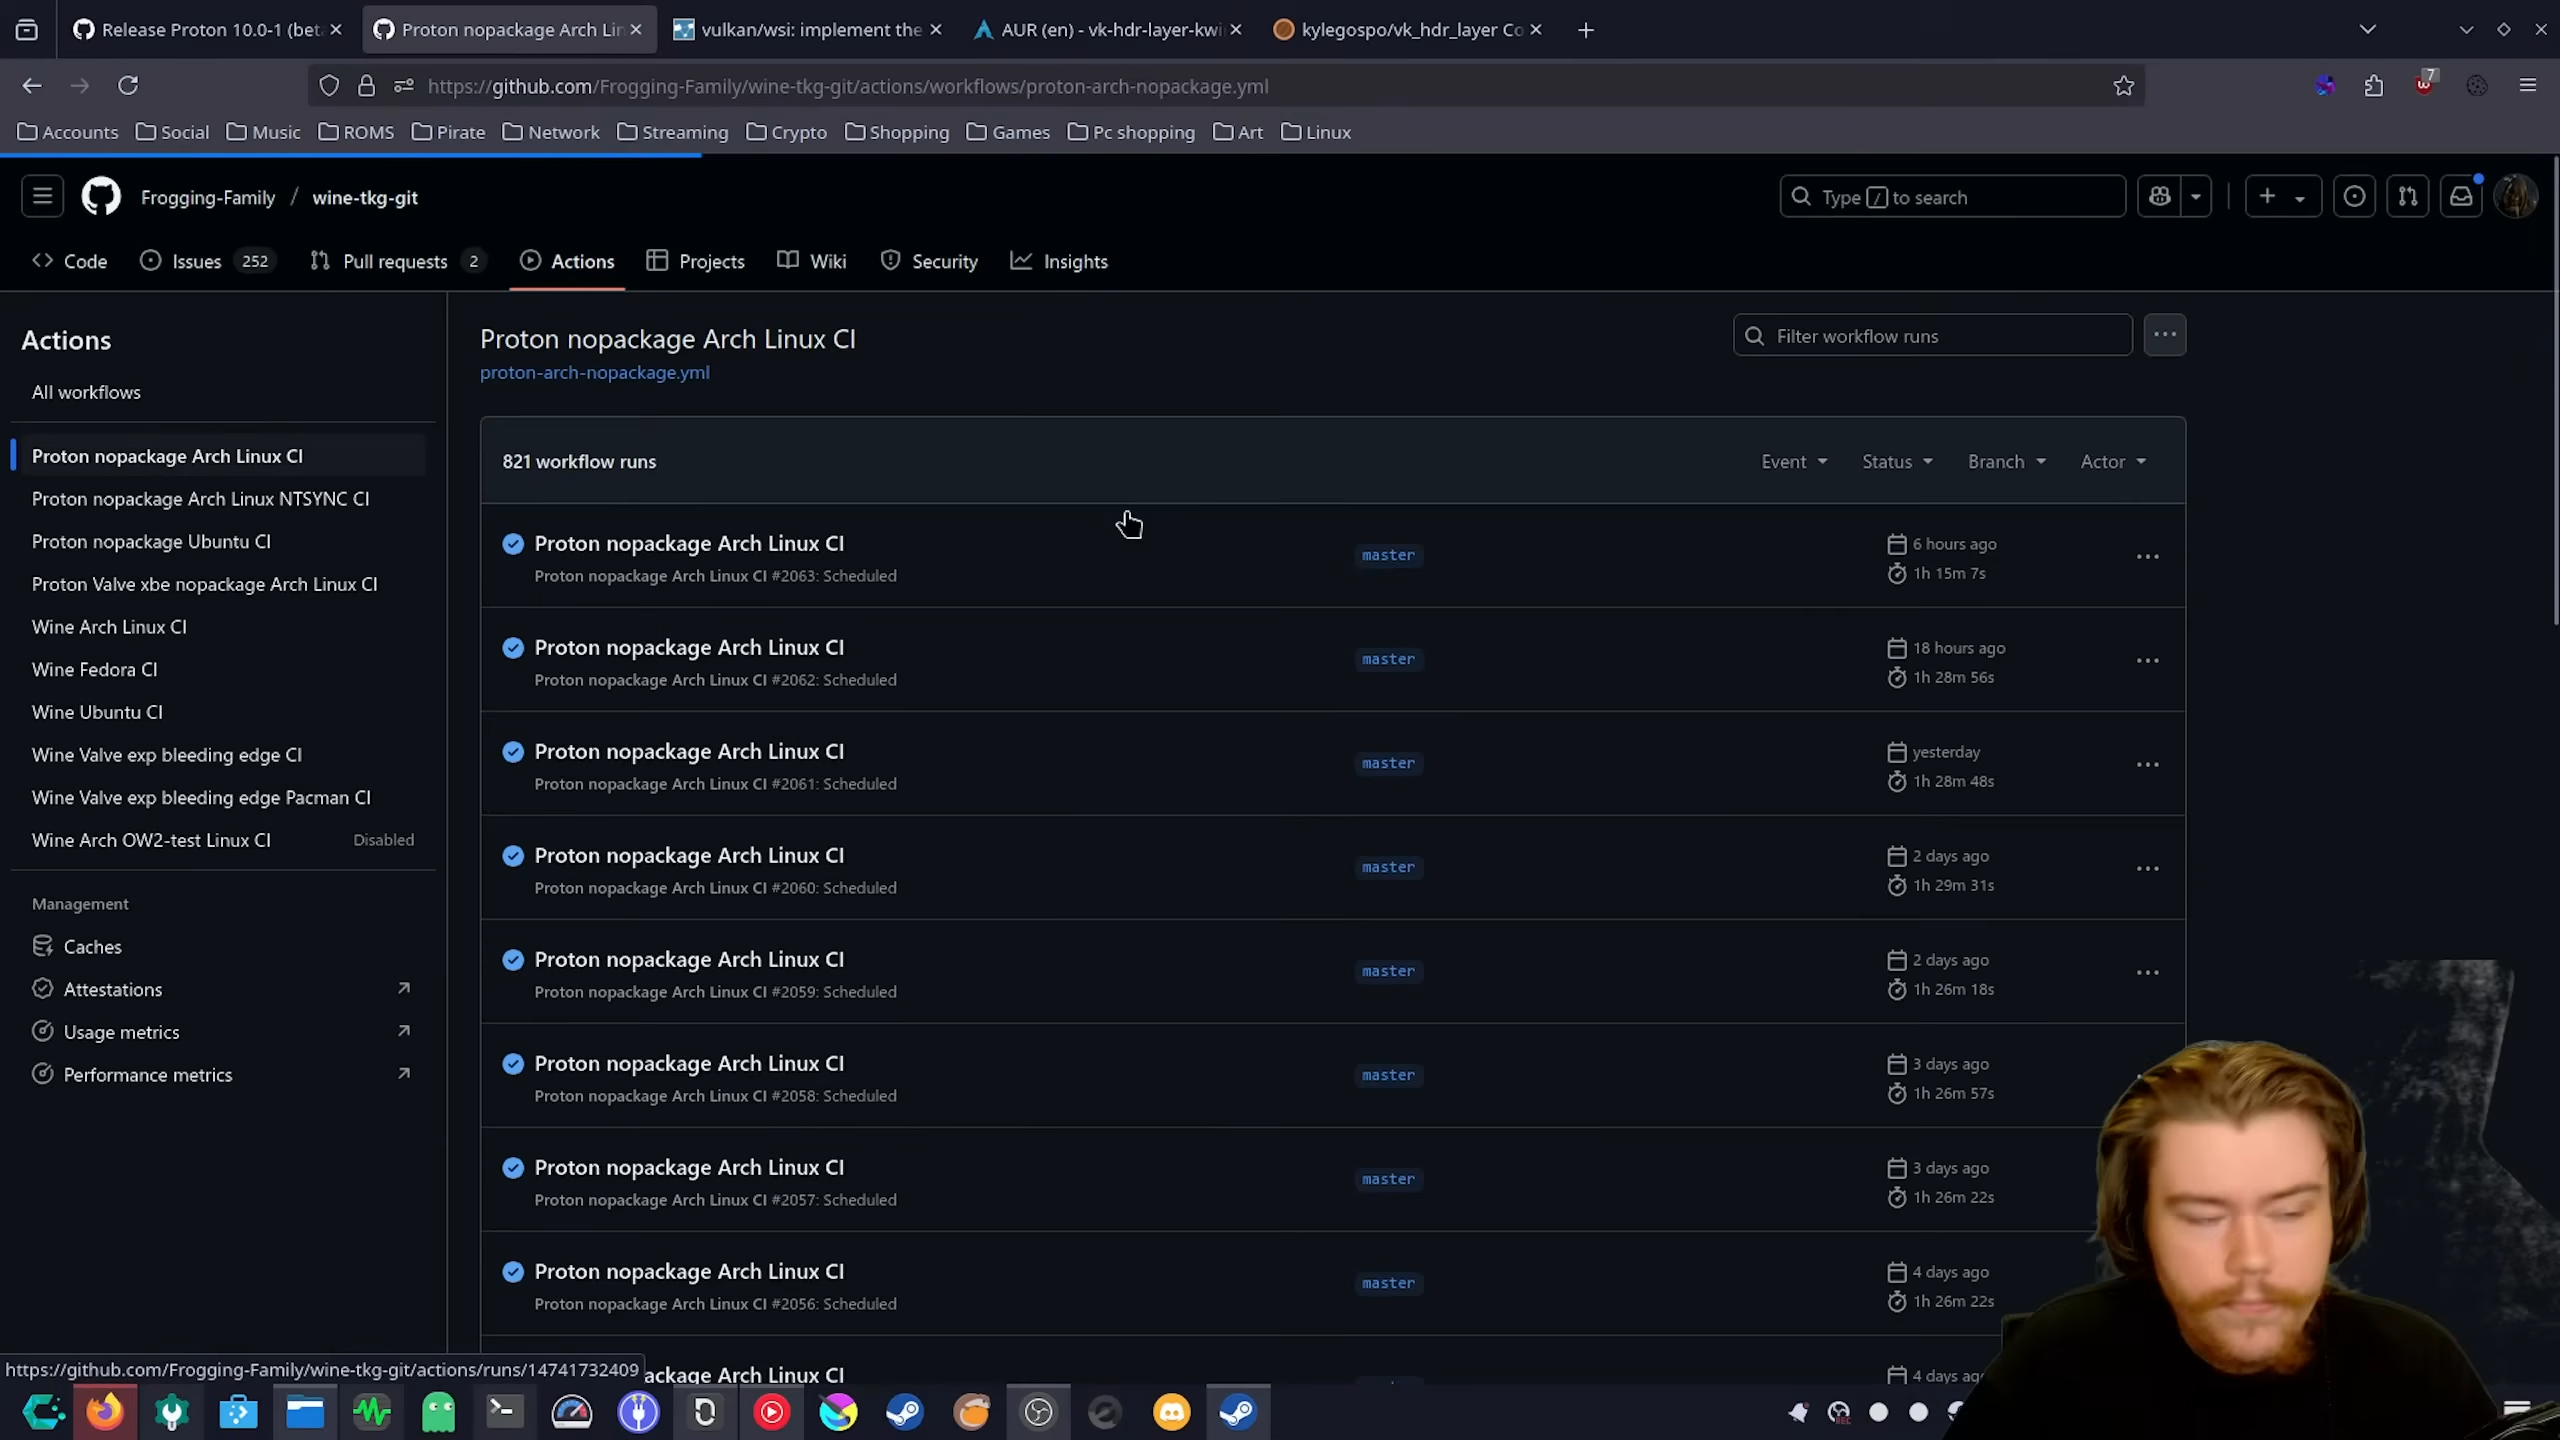 Release Proton 10.0-1 (beta
Proton nopackage Arch Lin
vulkan/wsi: implement the
AUR (en) - vk-hdr-layer-kwi
kylegospo/vk_hdr_layer Co
https://github.com/Frogging-Family/wine-tkg-git/actions/workflows/proton-arch-nopackage.yml
7
Accounts Social Music ROMS Pirate Network Streaming Crypto Shopping Games Pc shopping Art Linux
Frogging-Family / wine-tkg-git
Type / to search
Code Issues 252 Pull requests 2 Actions Projects Wiki Security Insights
Actions
All workflows
Proton nopackage Arch Linux CI
Proton nopackage Arch Linux NTSYNC CI
Proton nopackage Ubuntu CI
Proton Valve xbe nopackage Arch Linux CI
Wine Arch Linux CI
Wine Fedora CI
Wine Ubuntu CI
Wine Valve exp bleeding edge CI
Wine Valve exp bleeding edge Pacman CI
Wine Arch OW2-test Linux CI Disabled
Management
Caches
Attestations
Usage metrics
Performance metrics
Proton nopackage Arch Linux CI
proton-arch-nopackage.yml
Filter workflow runs
821 workflow runs
Event Status Branch Actor
Proton nopackage Arch Linux CI
Proton nopackage Arch Linux CI #2063: Scheduled
master
6 hours ago
1h 15m 7s
Proton nopackage Arch Linux CI
Proton nopackage Arch Linux CI #2062: Scheduled
master
18 hours ago
1h 28m 56s
Proton nopackage Arch Linux CI
Proton nopackage Arch Linux CI #2061: Scheduled
master
yesterday
1h 28m 48s
Proton nopackage Arch Linux CI
Proton nopackage Arch Linux CI #2060: Scheduled
master
2 days ago
1h 29m 31s
Proton nopackage Arch Linux CI
Proton nopackage Arch Linux CI #2059: Scheduled
master
2 days ago
1h 26m 18s
Proton nopackage Arch Linux CI
Proton nopackage Arch Linux CI #2058: Scheduled
master
3 days ago
1h 26m 57s
Proton nopackage Arch Linux CI
Proton nopackage Arch Linux CI #2057: Scheduled
master
3 days ago
1h 26m 22s
Proton nopackage Arch Linux CI
Proton nopackage Arch Linux CI #2056: Scheduled
master
4 days ago
1h 26m 22s
ackage Arch Linux CI
4 days ago
https://github.com/Frogging-Family/wine-tkg-git/actions/runs/14741732409
REC